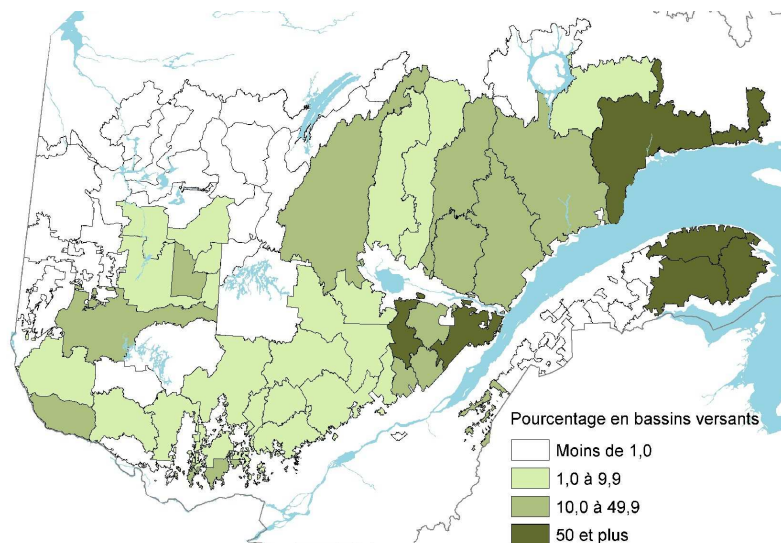 Pourcentage en bassins versants
Moins de 1,0
1,0 à 9,9
10,0 à 49,9
50 et plus